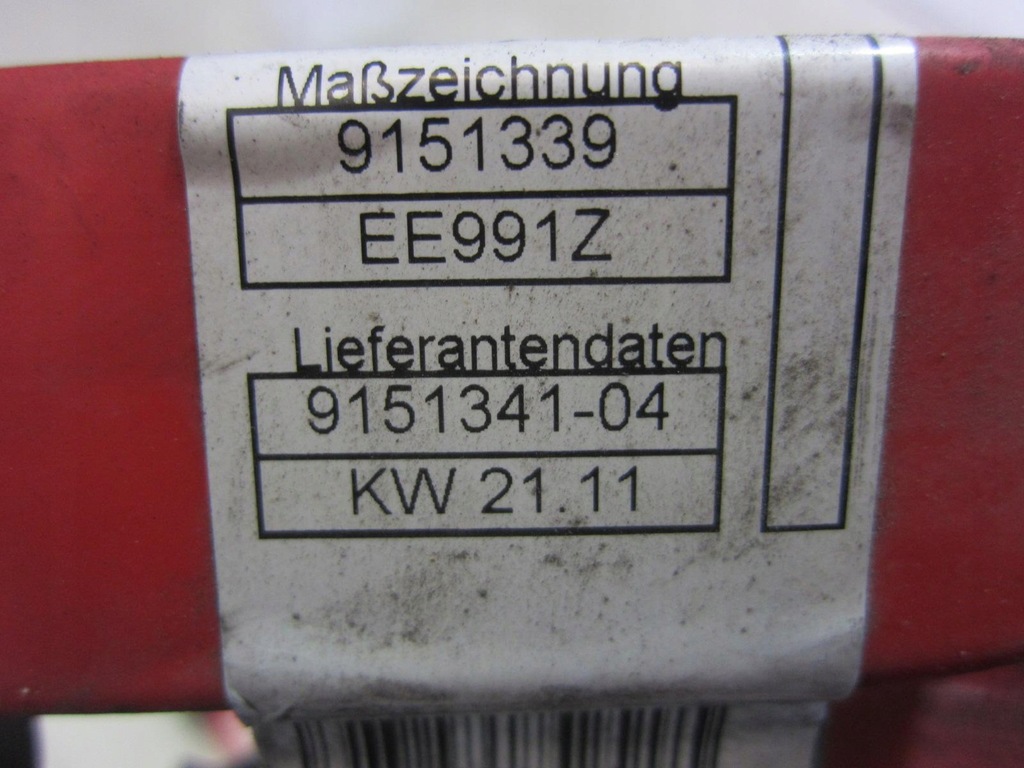 Maßzeichnung
9151339
EE991Z
Lieferantendaten
9151341-04
KW 21.11